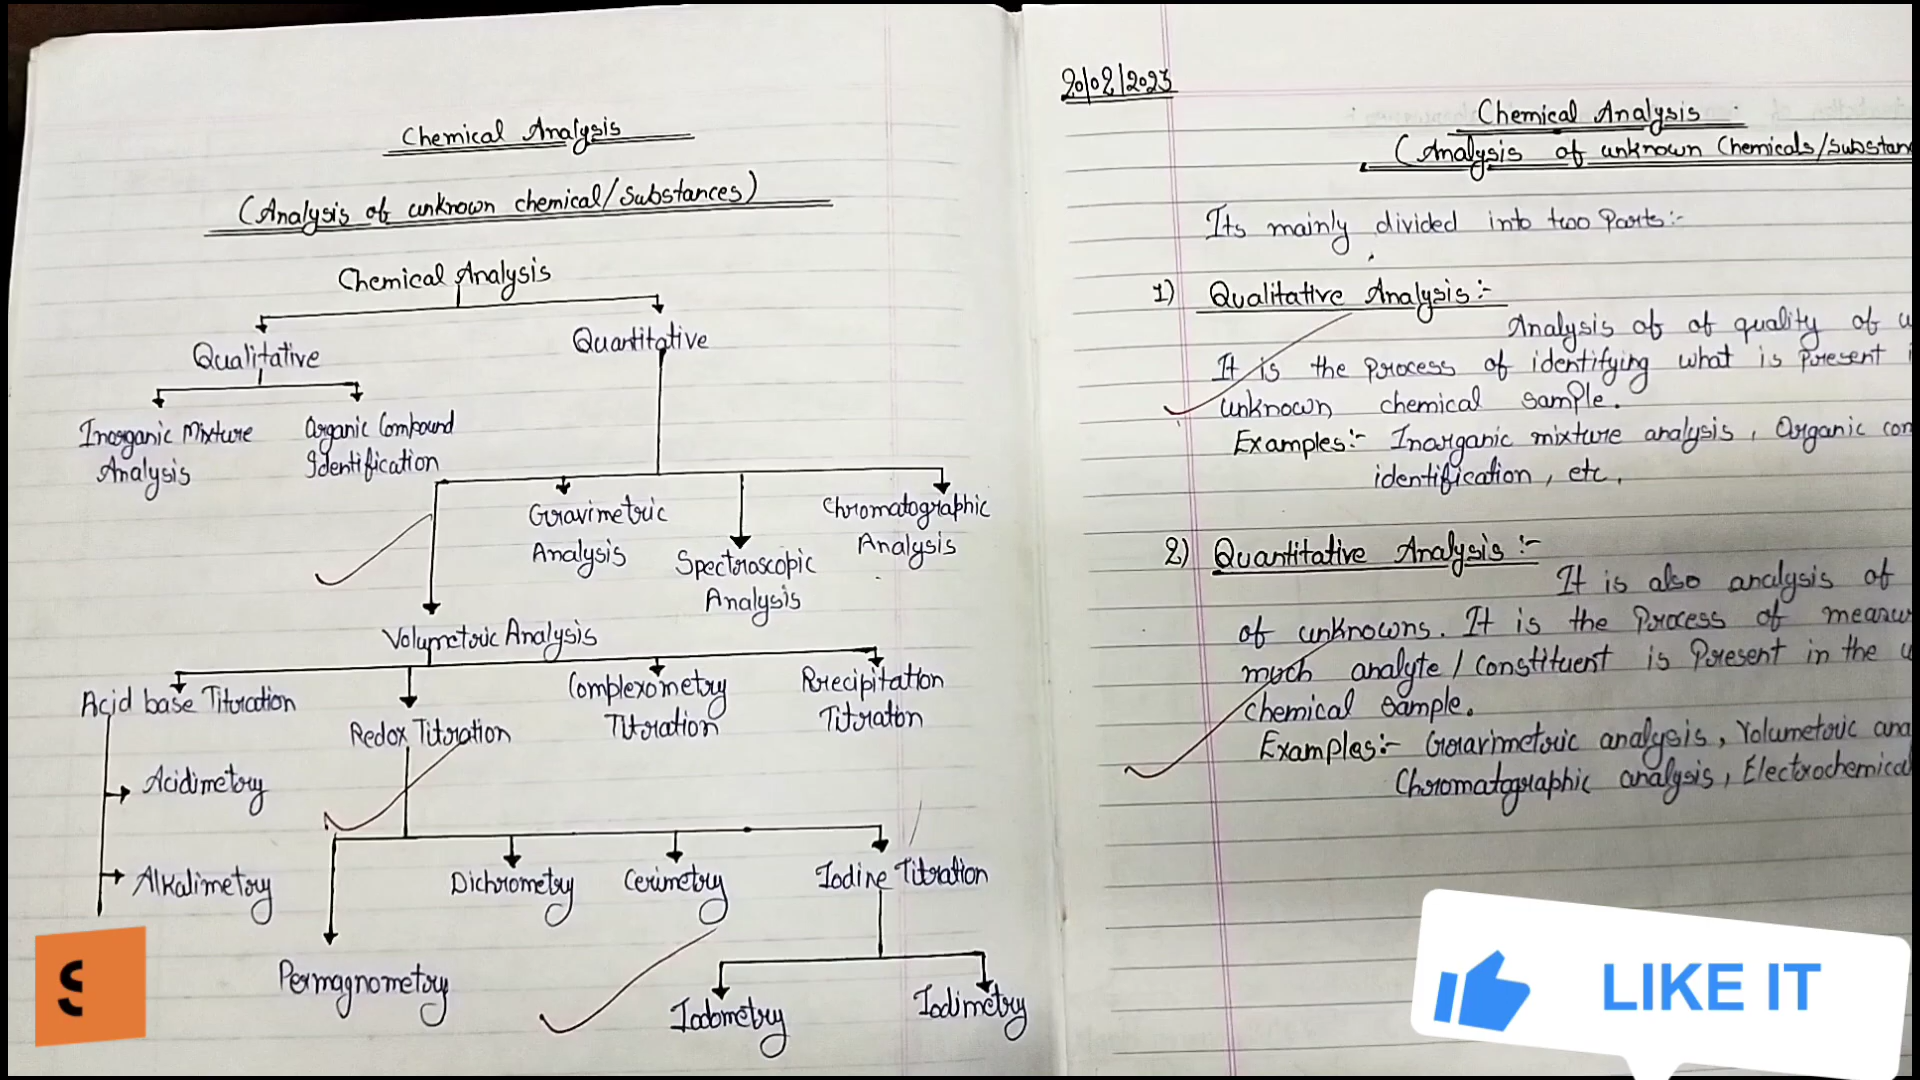 Chemical Analysis
(Analysis of unknown chemical/Substances)
Chemical Analysis
Qualitative
Quantitative
Inorganic Mixture
Analysis
Organic Compound
Identification
Gravimetric
Analysis
Spectroscopic
Analysis
Chromatographic
Analysis
Volumetric Analysis
Acid base Titration
Redox Titration
Complexometry
Titration
Precipitation
Titration
Acidimetry
Alkalimetry
Permagnometry
Dichrometry
Cerimetry
Iodine Titration
Iodometry
Iodimetry
S
20/02/2023
Chemical Analysis
(Analysis of unknown Chemicals/Substan
Its mainly divided into two Parts:-
1) Qualitative Analysis:-
Analysis of of quality of u
It is the Process of identifying what is Present i
unknown chemical sample.
Examples:- Inorganic mixture analysis, Organic com
identification, etc.
2) Quantitative Analysis:-
It is also analysis of
of unknowns. It is the Process of measur
much analyte/constituent is Present in the u
chemical sample.
Examples:- Gravimetric analysis, Volumetric ana
Chromatographic analysis, Electrochemical
LIKE IT